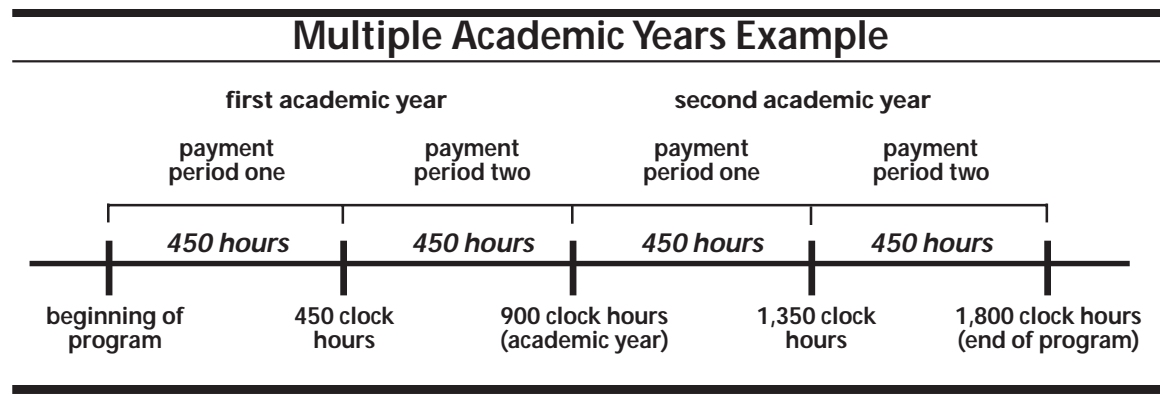 Multiple Academic Years Example
first academic year
second academic year
payment
period one
payment
period two
payment
period one
payment
period two
450 hours
450 hours
450 hours
450 hours
beginning of
program
450 clock
hours
900 clock hours
(academic year)
1,350 clock
hours
1,800 clock hours
(end of program)